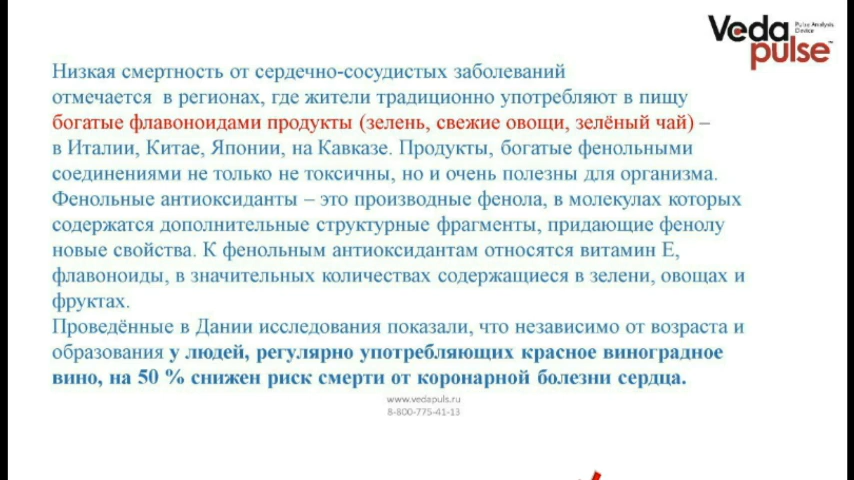 Veda
Pulse Analysis
Device
pulse™
Низкая смертность от сердечно-сосудистых заболеваний
отмечается в регионах, где жители традиционно употребляют в пищу
богатые флавоноидами продукты (зелень, свежие овощи, зелёный чай) –
в Италии, Китае, Японии, на Кавказе. Продукты, богатые фенольными
соединениями не только не токсичны, но и очень полезны для организма.
Фенольные антиоксиданты – это производные фенола, в молекулах которых
содержатся дополнительные структурные фрагменты, придающие фенолу
новые свойства. К фенольным антиоксидантам относятся витамин Е,
флавоноиды, в значительных количествах содержащиеся в зелени, овощах и
фруктах.
Проведённые в Дании исследования показали, что независимо от возраста и
образования у людей, регулярно употребляющих красное виноградное
вино, на 50 % снижен риск смерти от коронарной болезни сердца.
www.vedapuls.ru
8-800-775-41-13